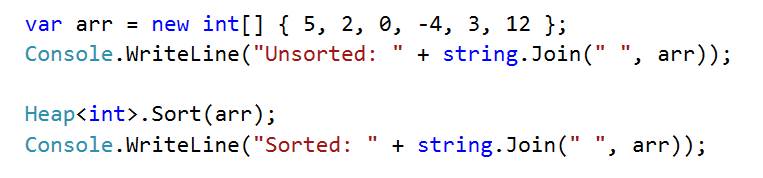 var arr = new int[] { 5, 2, 0, -4, 3, 12 };
Console.WriteLine("Unsorted: " + string.Join(" ", arr));
Heap<int>.Sort(arr);
Console.WriteLine("Sorted: " + string.Join(" ", arr));